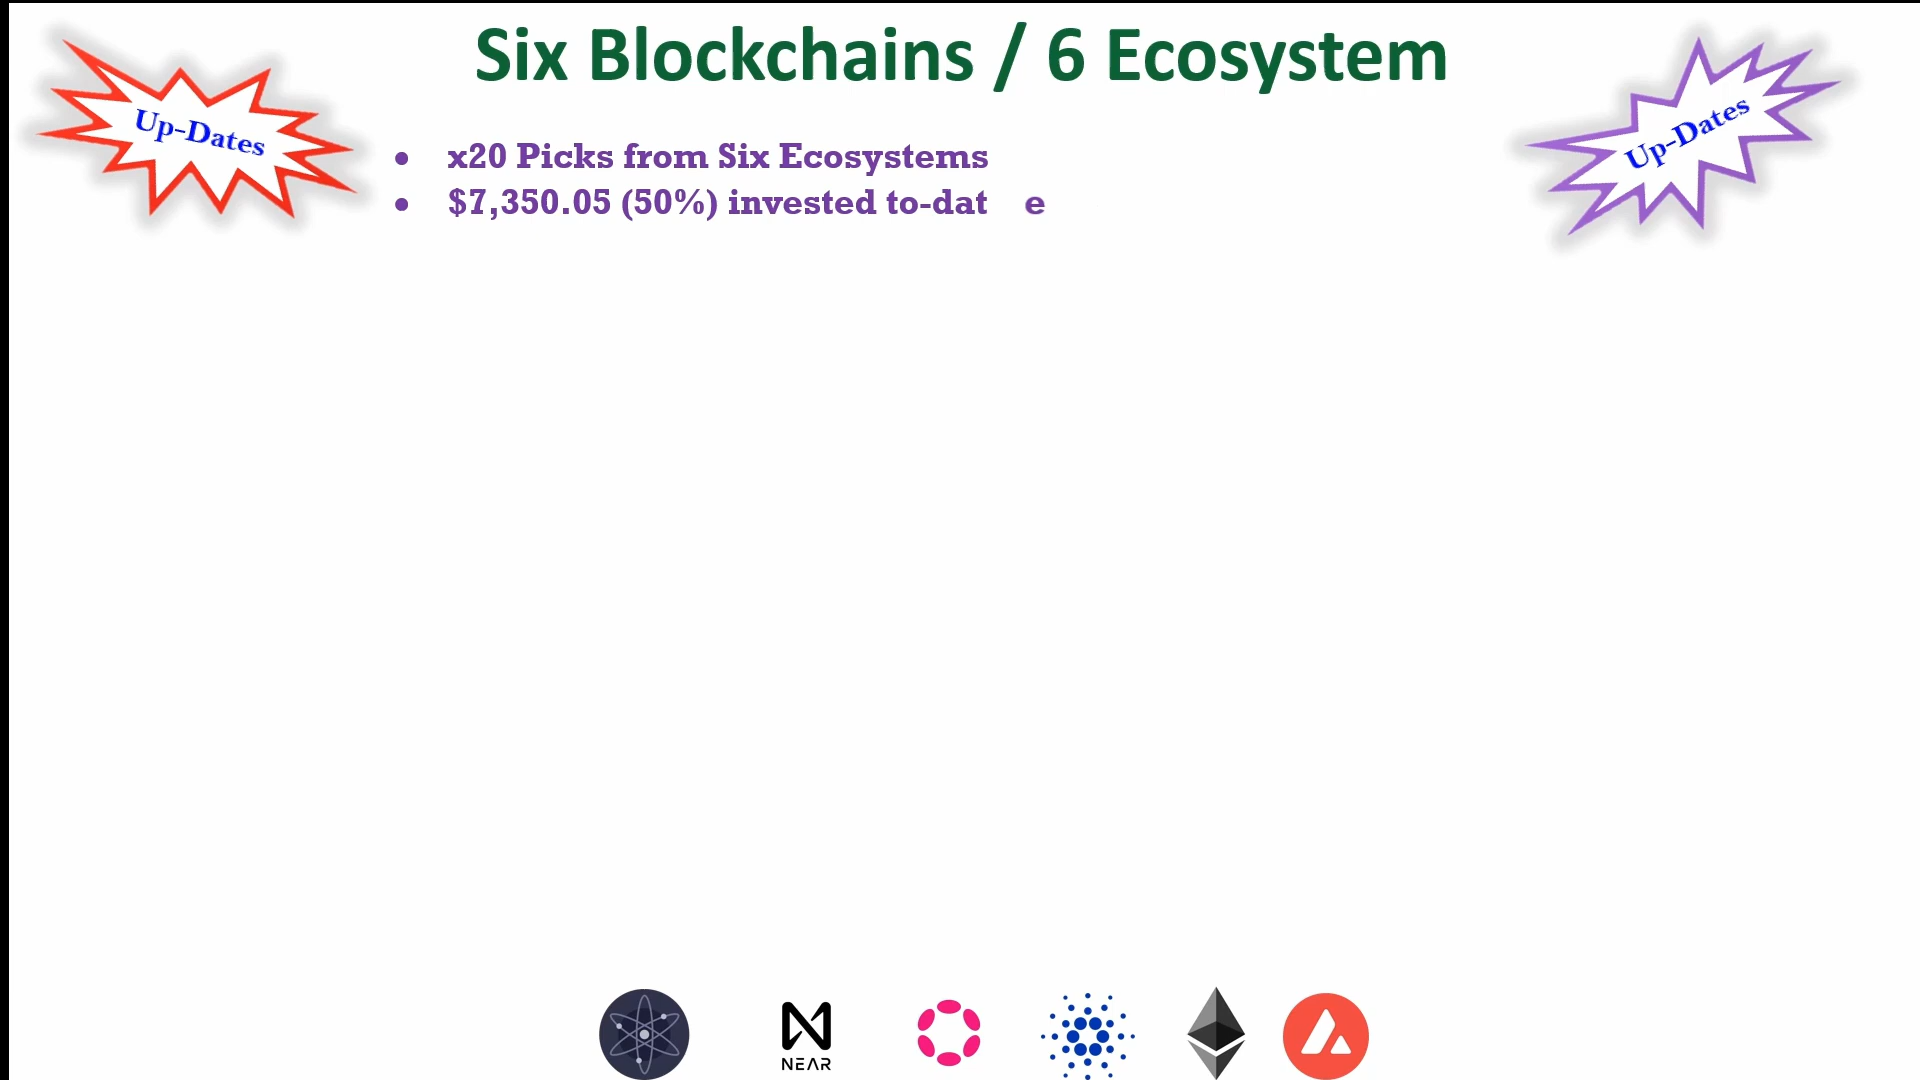 Six Blockchains / 6 Ecosystem
Up-Dates
Up-Dates
• x20 Picks from Six Ecosystems
• $7,350.05 (50%) invested to-dat e
NEAR